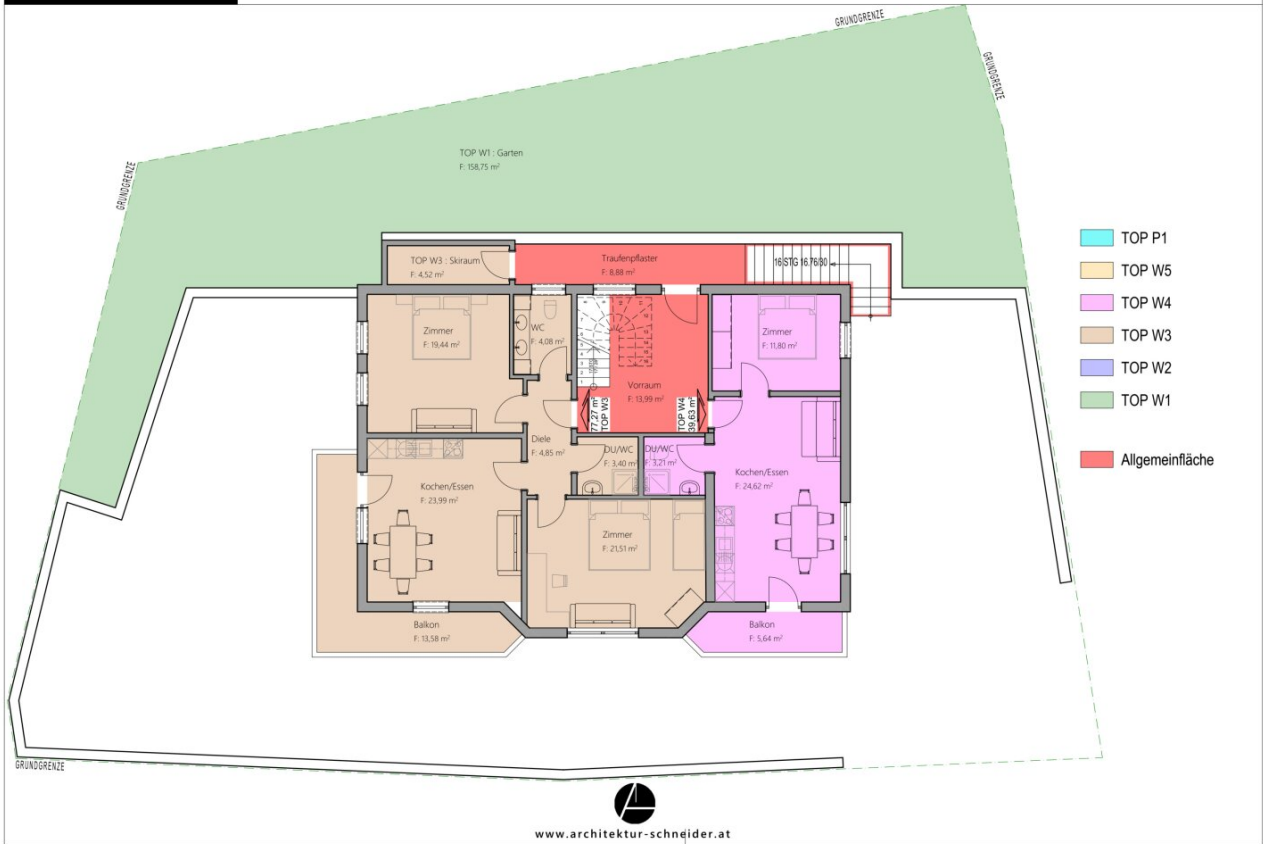 GRUNDGRENZE
GRUNDGRENZE
GRUNDGRENZE
TOP W1 : Garten
F: 158,75 m²
TOP W3 : Skiraum
F: 4,52 m²
Traufenpflaster
F: 8,88 m²
16 STG 16.76/30
Zimmer
F: 19,44 m²
WC
F: 4,08 m²
Vorraum
F: 13,99 m²
77,27 m²
TOP W3
TOP W4
39,63 m²
Zimmer
F: 11,80 m²
Diele
F: 4,85 m²
DU/WC
F: 3,40 m²
DU/WC
F: 3,21 m²
Kochen/Essen
F: 23,99 m²
Kochen/Essen
F: 24,62 m²
Zimmer
F: 21,51 m²
Balkon
F: 13,58 m²
Balkon
F: 5,64 m²
GRUNDGRENZE
TOP P1
TOP W5
TOP W4
TOP W3
TOP W2
TOP W1
Allgemeinfläche
www.architektur-schneider.at